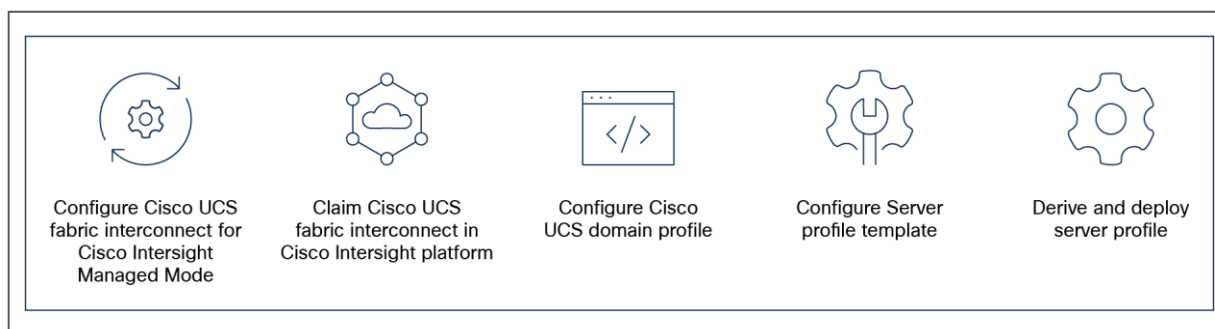 Configure Cisco UCS
fabric interconnect for
Cisco Intersight
Managed Mode
Claim Cisco UCS
fabric interconnect in
Cisco Intersight platform
</>
Configure Cisco
UCS domain profile
Configure Server
profile template
Derive and deploy
server profile